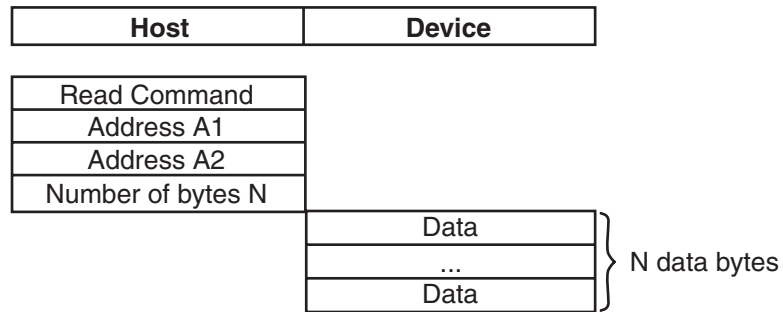 Host Device
Read Command
Address A1
Address A2
Number of bytes N
Data
...
Data
N data bytes